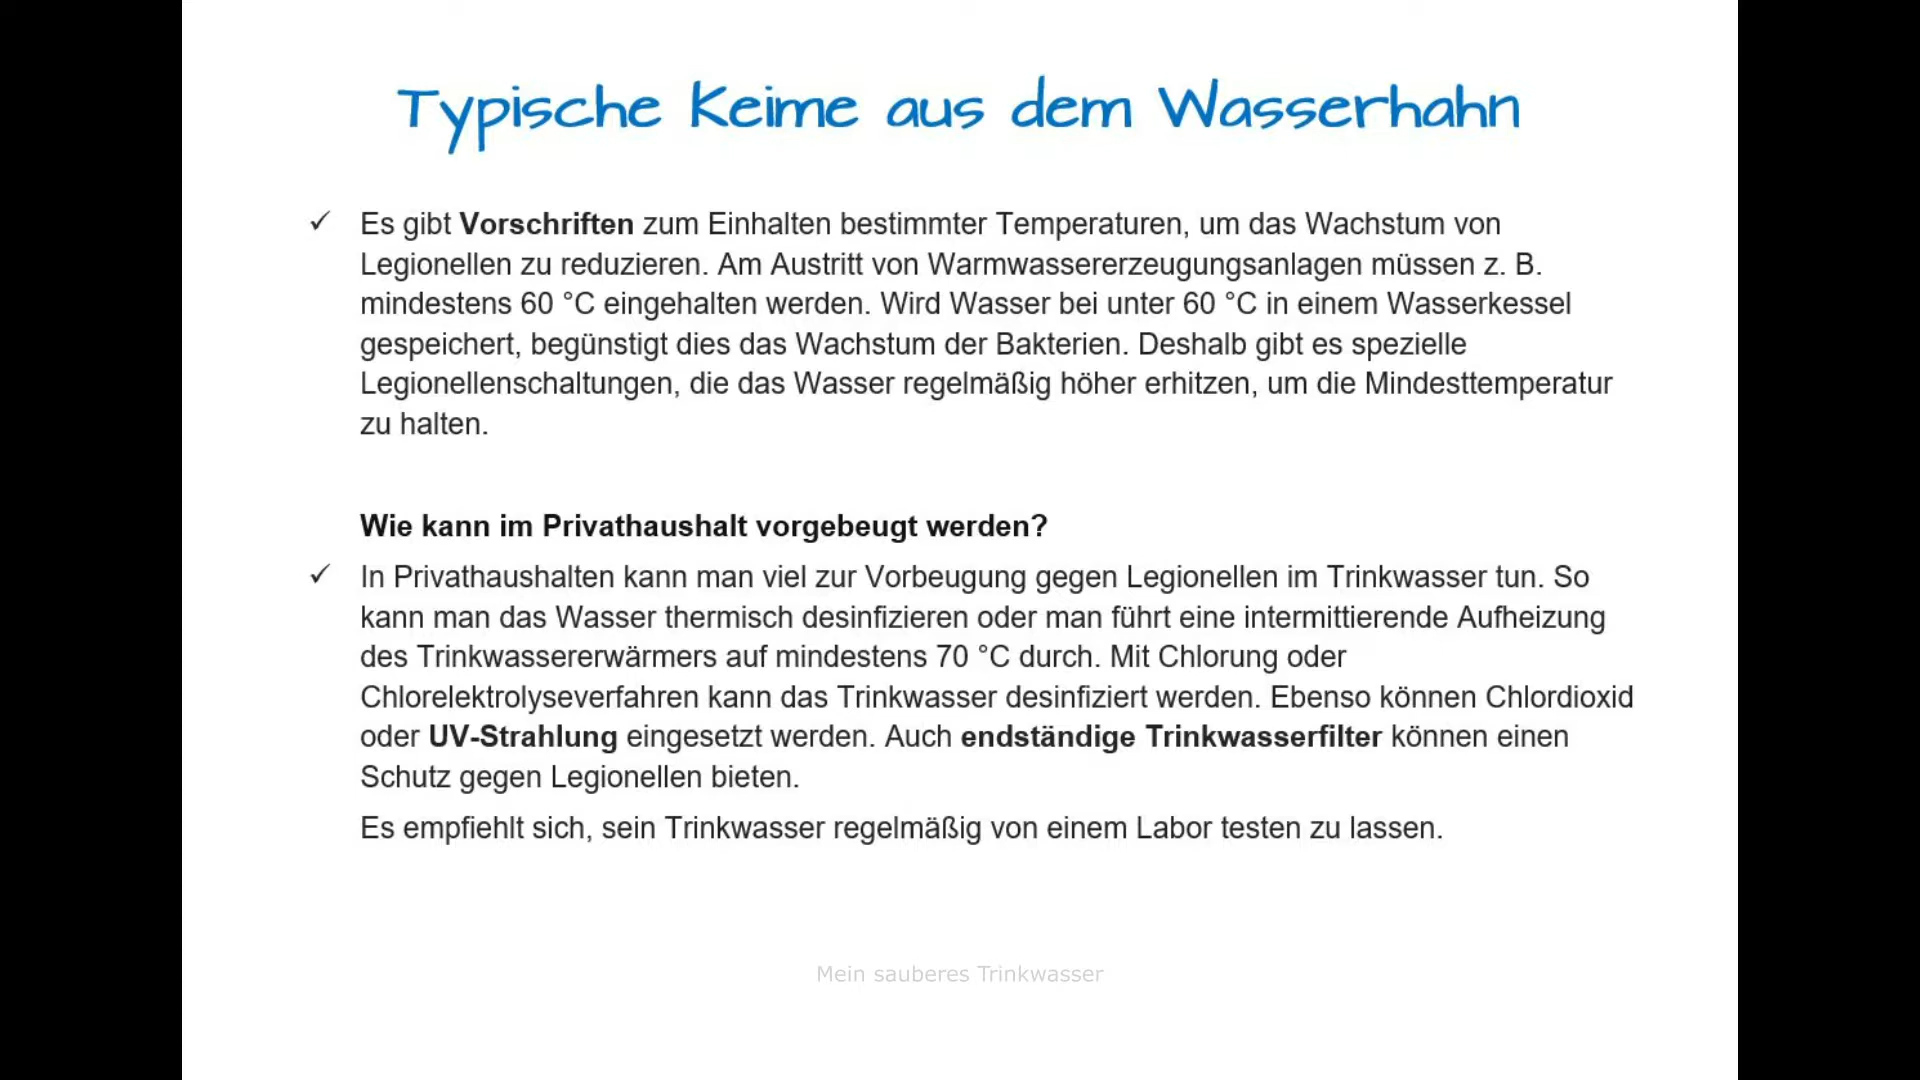 Typische Keime aus dem Wasserhahn
✓ Es gibt Vorschriften zum Einhalten bestimmter Temperaturen, um das Wachstum von
Legionellen zu reduzieren. Am Austritt von Warmwassererzeugungsanlagen müssen z. B.
mindestens 60 °C eingehalten werden. Wird Wasser bei unter 60 °C in einem Wasserkessel
gespeichert, begünstigt dies das Wachstum der Bakterien. Deshalb gibt es spezielle
Legionellenschaltungen, die das Wasser regelmäßig höher erhitzen, um die Mindesttemperatur
zu halten.
Wie kann im Privathaushalt vorgebeugt werden?
✓ In Privathaushalten kann man viel zur Vorbeugung gegen Legionellen im Trinkwasser tun. So
kann man das Wasser thermisch desinfizieren oder man führt eine intermittierende Aufheizung
des Trinkwassererwärmers auf mindestens 70 °C durch. Mit Chlorung oder
Chlorelektrolyseverfahren kann das Trinkwasser desinfiziert werden. Ebenso können Chlordioxid
oder UV-Strahlung eingesetzt werden. Auch endständige Trinkwasserfilter können einen
Schutz gegen Legionellen bieten.
Es empfiehlt sich, sein Trinkwasser regelmäßig von einem Labor testen zu lassen.
Mein sauberes Trinkwasser